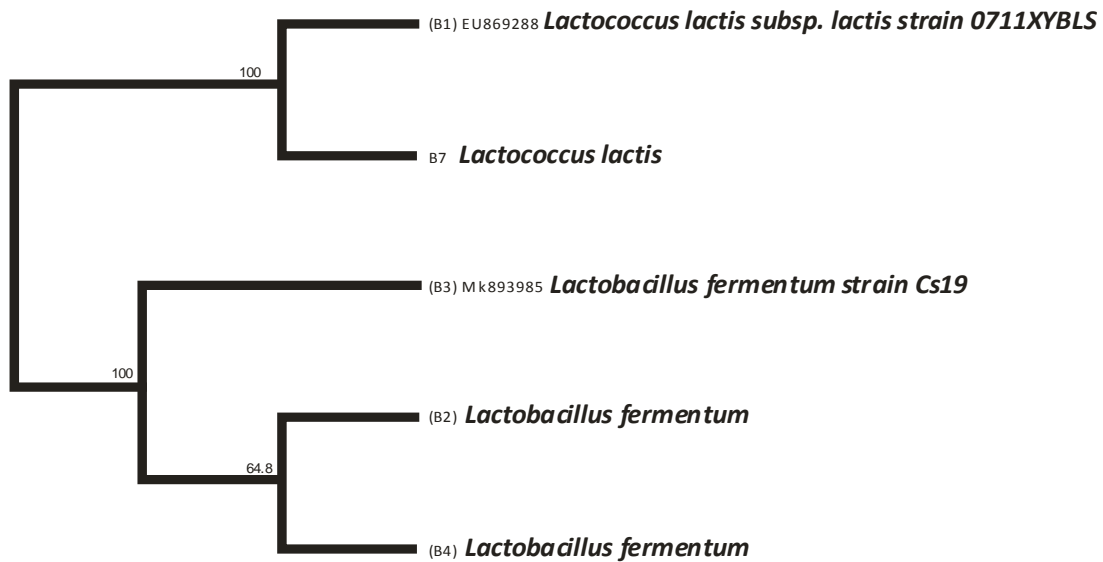 (B1) EU869288 Lactococcus lactis subsp. lactis strain 0711XYBLS
100
B7 Lactococcus lactis
(B3) Mk893985 Lactobacillus fermentum strain Cs19
100
(B2) Lactobacillus fermentum
64.8
(B4) Lactobacillus fermentum